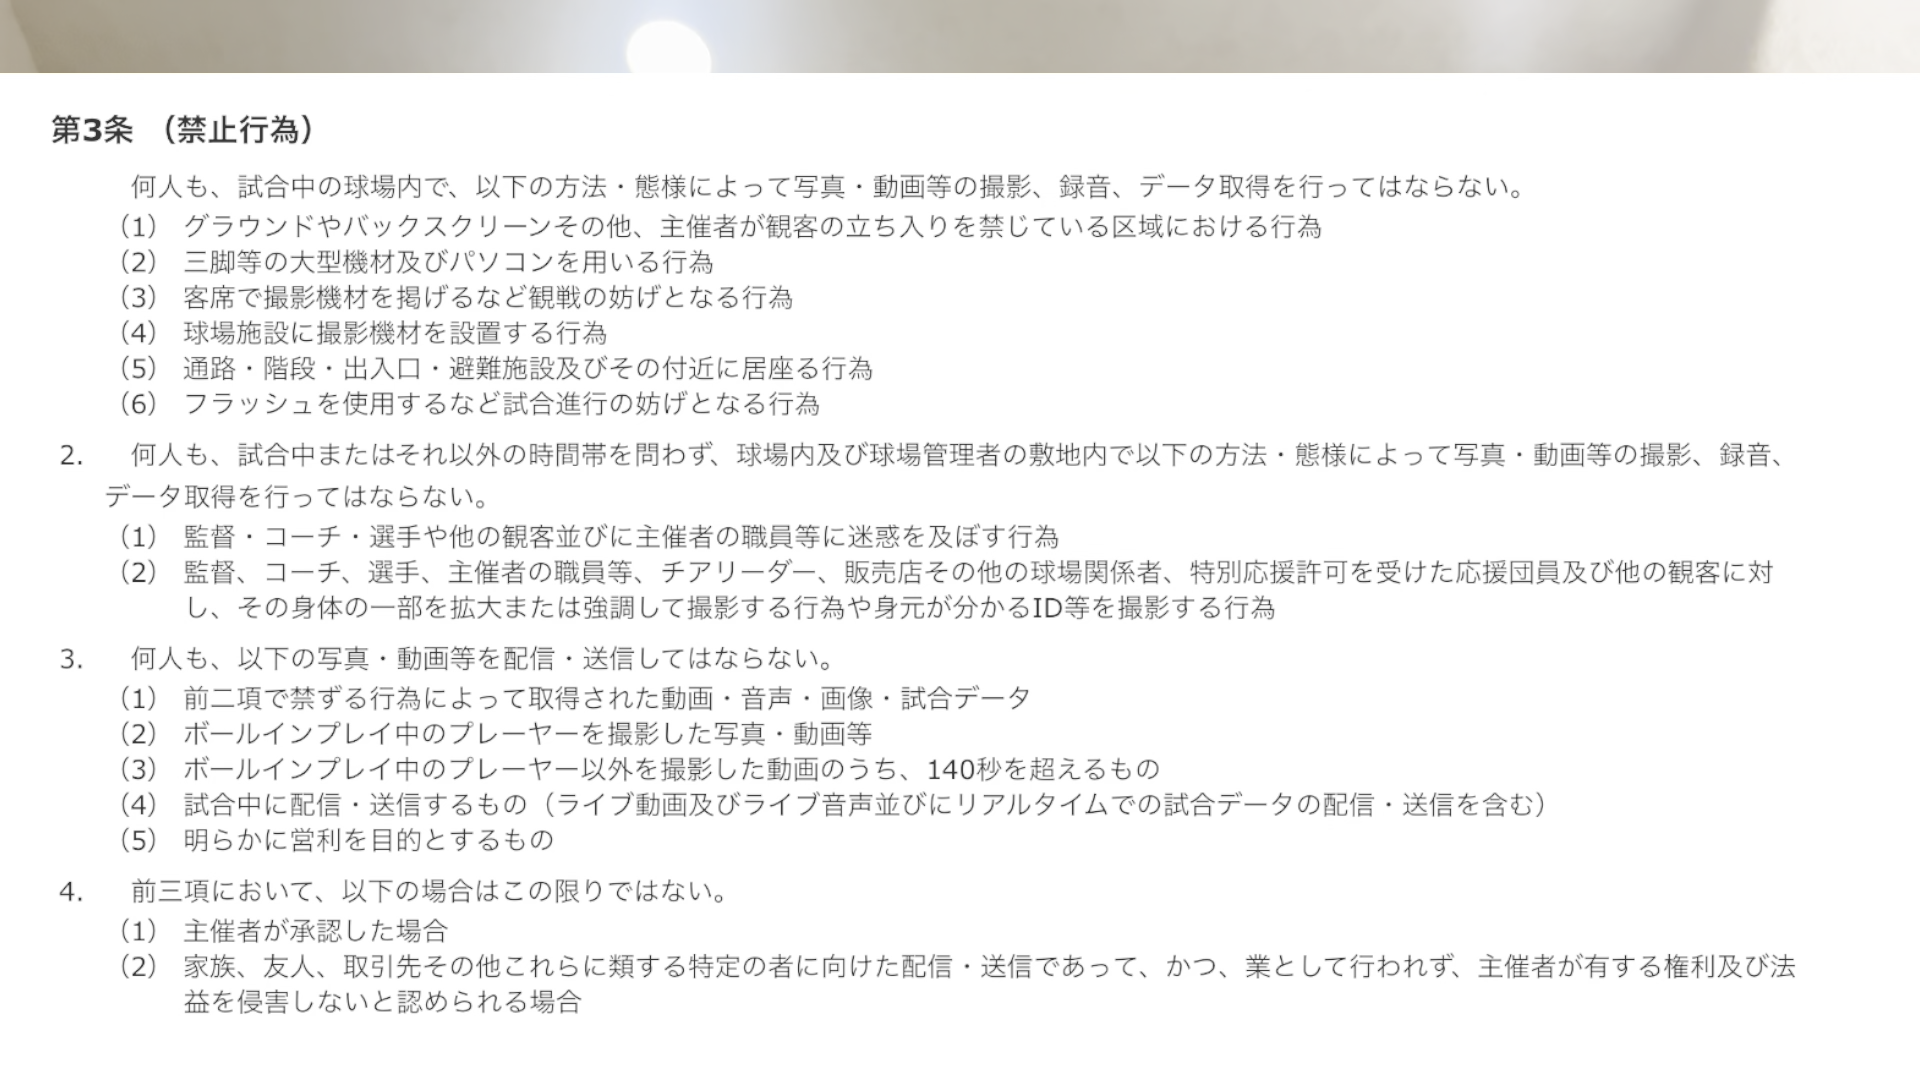 第3条 （禁止行為）
何人も、試合中の球場内で、以下の方法・態様によって写真・動画等の撮影、録音、データ取得を行ってはならない。
（1） グラウンドやバックスクリーンその他、主催者が観客の立ち入りを禁じている区域における行為
（2） 三脚等の大型機材及びパソコンを用いる行為
（3） 客席で撮影機材を掲げるなど観戦の妨げとなる行為
（4） 球場施設に撮影機材を設置する行為
（5） 通路・階段・出入口・避難施設及びその付近に居座る行為
（6） フラッシュを使用するなど試合進行の妨げとなる行為
2. 何人も、試合中またはそれ以外の時間帯を問わず、球場内及び球場管理者の敷地内で以下の方法・態様によって写真・動画等の撮影、録音、
データ取得を行ってはならない。
（1） 監督・コーチ・選手や他の観客並びに主催者の職員等に迷惑を及ぼす行為
（2） 監督、コーチ、選手、主催者の職員等、チアリーダー、販売店その他の球場関係者、特別応援許可を受けた応援団員及び他の観客に対
し、その身体の一部を拡大または強調して撮影する行為や身元が分かるID等を撮影する行為
3. 何人も、以下の写真・動画等を配信・送信してはならない。
（1） 前二項で禁ずる行為によって取得された動画・音声・画像・試合データ
（2） ボールインプレイ中のプレーヤーを撮影した写真・動画等
（3） ボールインプレイ中のプレーヤー以外を撮影した動画のうち、140秒を超えるもの
（4） 試合中に配信・送信するもの（ライブ動画及びライブ音声並びにリアルタイムでの試合データの配信・送信を含む）
（5） 明らかに営利を目的とするもの
4. 前三項において、以下の場合はこの限りではない。
（1） 主催者が承認した場合
（2） 家族、友人、取引先その他これらに類する特定の者に向けた配信・送信であって、かつ、業として行われず、主催者が有する権利及び法
益を侵害しないと認められる場合